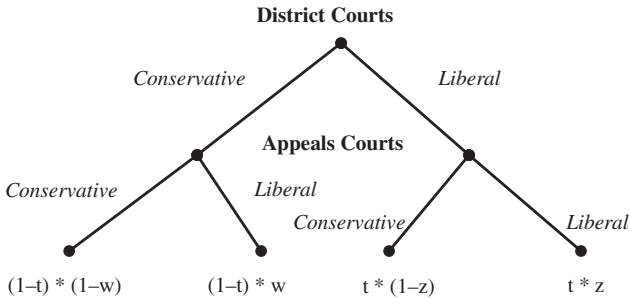 District Courts
Conservative
Liberal
Appeals Courts
Conservative
Liberal
Conservative
Liberal
(1–t) * (1–w)
(1–t) * w
t * (1–z)
t * z